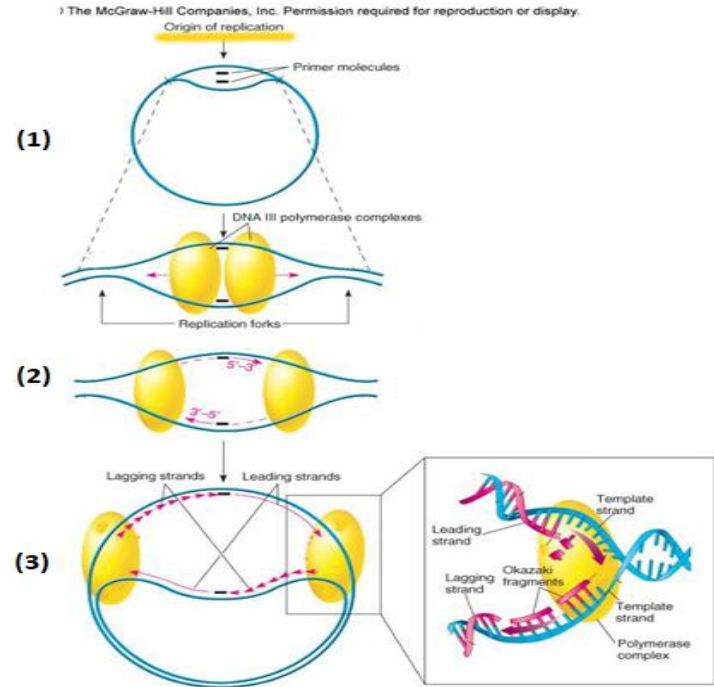 ) The McGraw-Hill Companies, Inc. Permission required for reproduction or display.
Origin of replication
Primer molecules
(1)
DNA III polymerase complexes
Replication forks
(2)
5'–3'
3'–5'
Lagging strands
Leading strands
(3)
Template
strand
Leading
strand
Okazaki
fragments
Lagging
strand
Template
strand
Polymerase
complex